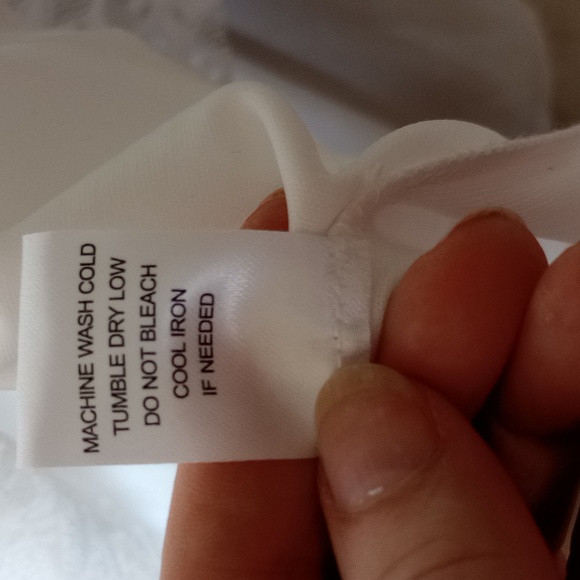 MACHINE WASH COLD
TUMBLE DRY LOW
DO NOT BLEACH
COOL IRON
IF NEEDED